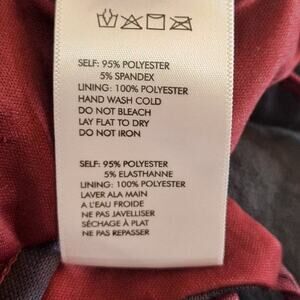 SELF: 95% POLYESTER
5% SPANDEX
LINING: 100% POLYESTER
HAND WASH COLD
DO NOT BLEACH
LAY FLAT TO DRY
DO NOT IRON
SELF: 95% POLYESTER
5% ELASTHANNE
LINING: 100% POLYESTER
LAVER ALA MAIN
A L'EAU FROIDE
NE PAS JAVELLISER
SÉCHAGE À PLAT
NE PAS REPASSER